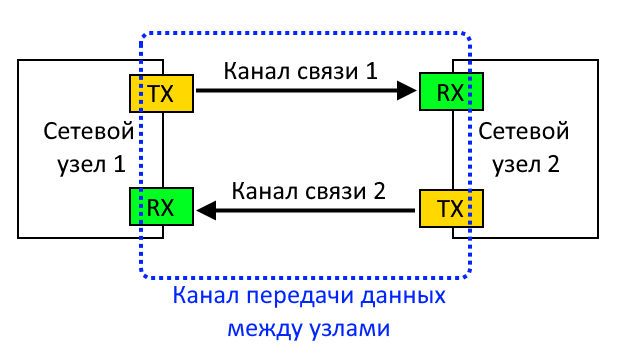 Канал связи 1
TX
RX
Сетевой
узел 1
Сетевой
узел 2
Канал связи 2
RX
TX
Канал передачи данных
между узлами